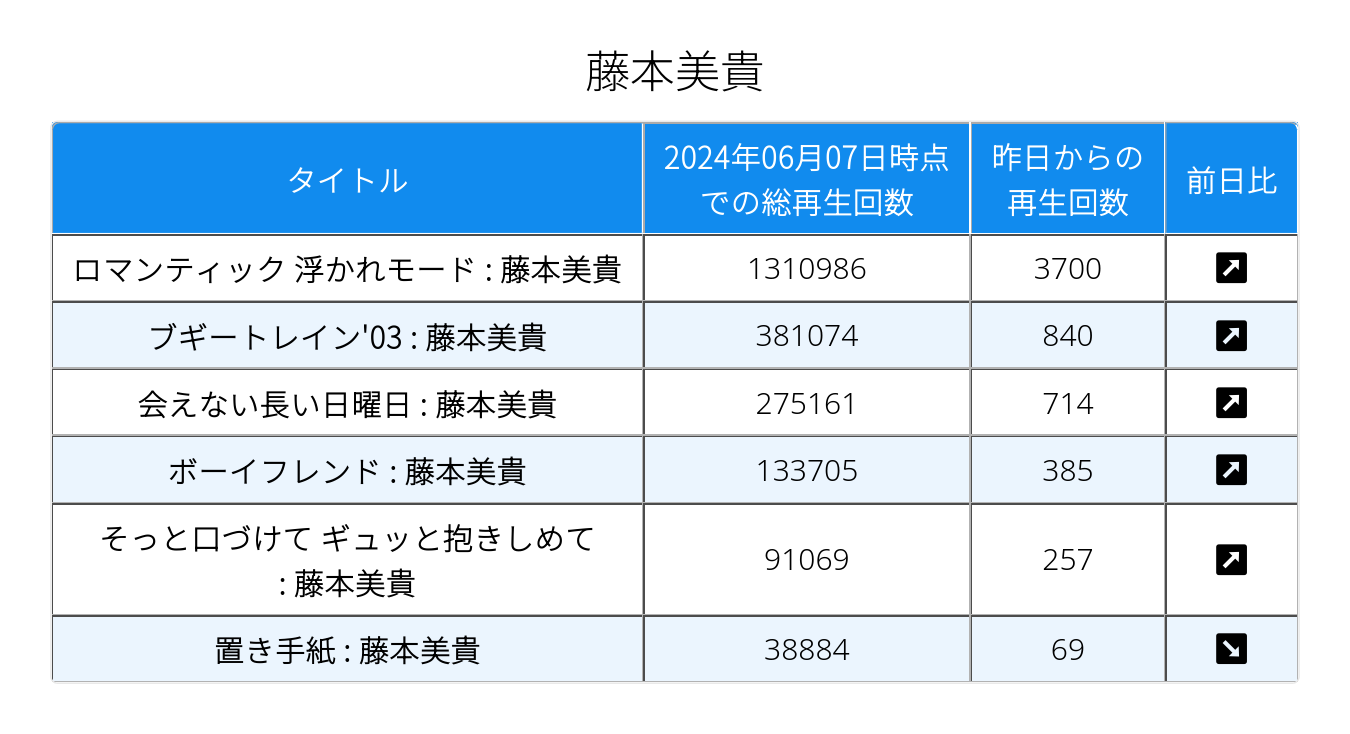 藤本美貴
タイトル
2024年06月07日時点
での総再生回数
昨日からの
再生回数
前日比
ロマンティック 浮かれモード : 藤本美貴
1310986
3700
ブギートレイン'03 : 藤本美貴
381074
840
会えない長い日曜日 : 藤本美貴
275161
714
ボーイフレンド : 藤本美貴
133705
385
そっと口づけて ギュッと抱きしめて
: 藤本美貴
91069
257
置き手紙 : 藤本美貴
38884
69